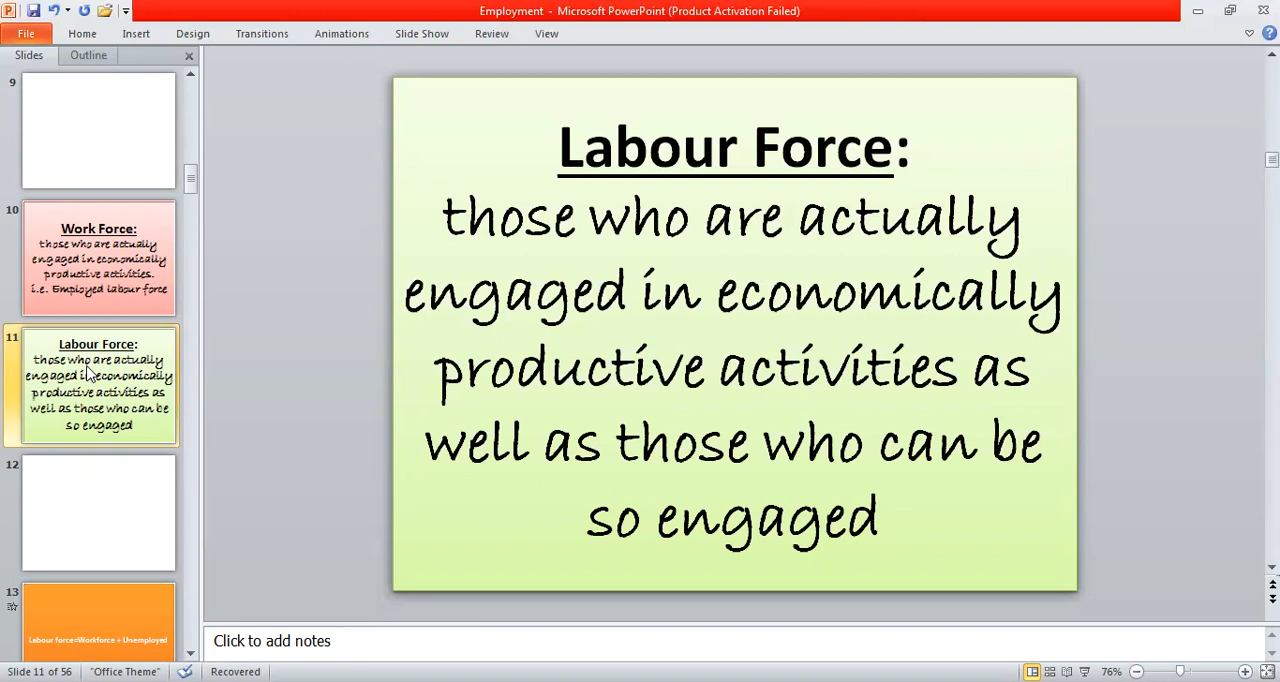 Employment - Microsoft PowerPoint (Product Activation Failed)
File Home Insert Design Transitions Animations Slide Show Review View
Slides Outline
9
10
Work Force:
those who are actually
engaged in economically
productive activities.
i.e. Employed labour force
11
Labour Force:
those who are actually
engaged in economically
productive activities as
well as those who can be
so engaged
12
13
Labour force=Workforce + Unemployed
Labour Force:
those who are actually
engaged in economically
productive activities as
well as those who can be
so engaged
Click to add notes
Slide 11 of 56 "Office Theme" Recovered 76%